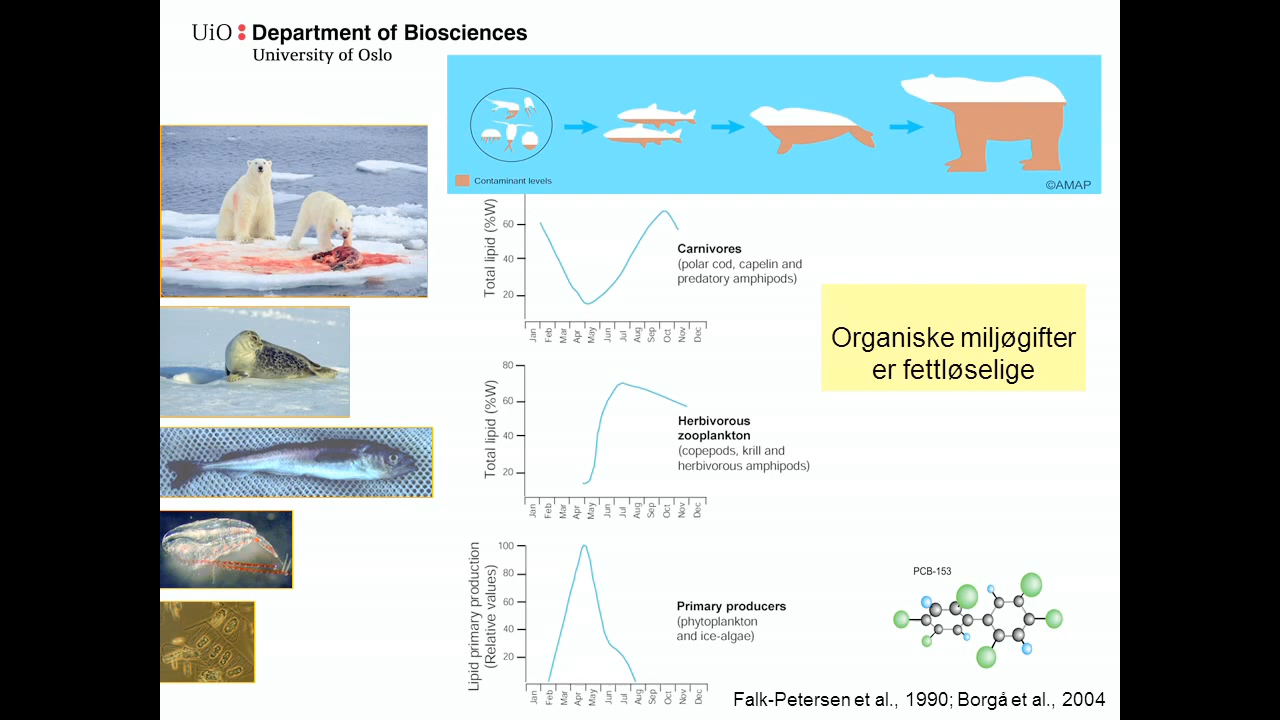 UiO Department of Biosciences
University of Oslo
Contaminant levels
©AMAP
Total lipid (%W)
60
40
20
Jan Feb Mar Apr May Jun Jul Aug Sep Oct Nov Dec
Carnivores
(polar cod, capelin and
predatory amphipods)
Organiske miljøgifter
er fettløselige
Total lipid (%W)
80
60
40
20
Jan Feb Mar Apr May Jun Jul Aug Sep Oct Nov Dec
Herbivorous
zooplankton
(copepods, krill and
herbivorous amphipods)
Lipid primary production
(Relative values)
100
80
60
40
20
Jan Feb Mar Apr May Jun Jul Aug Sep Oct Nov Dec
Primary producers
(phytoplankton
and ice-algae)
PCB-153
Falk-Petersen et al., 1990; Borgå et al., 2004